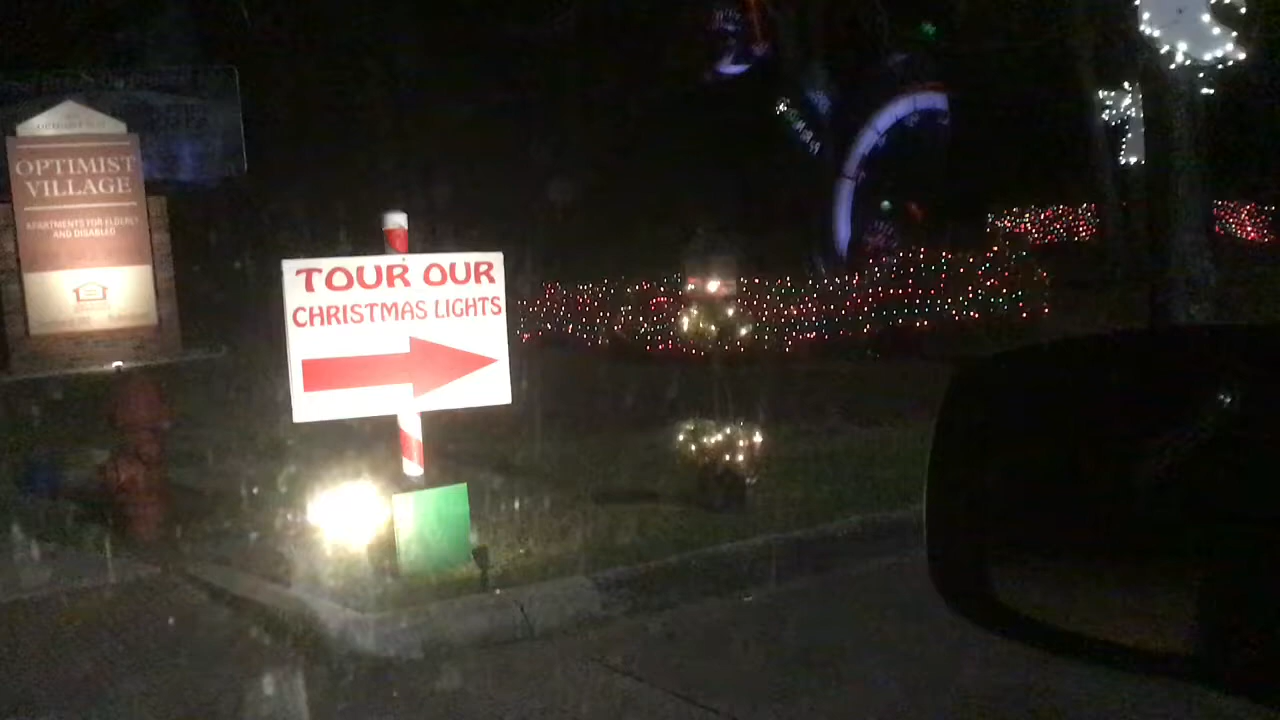 OPTIMIST
VILLAGE
APARTMENTS FOR ELDERLY
AND DISABLED
TOUR OUR
CHRISTMAS LIGHTS